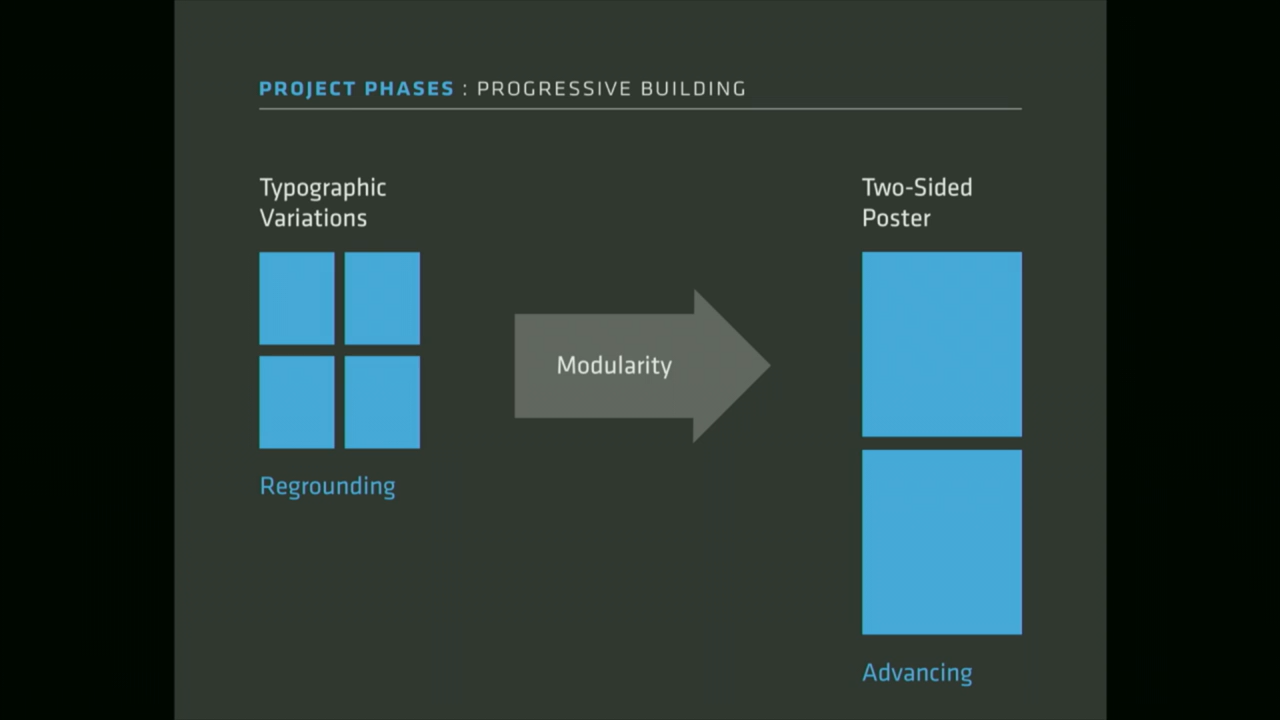 PROJECT PHASES : PROGRESSIVE BUILDING
Typographic
Variations
Regrounding
Modularity
Two-Sided
Poster
Advancing